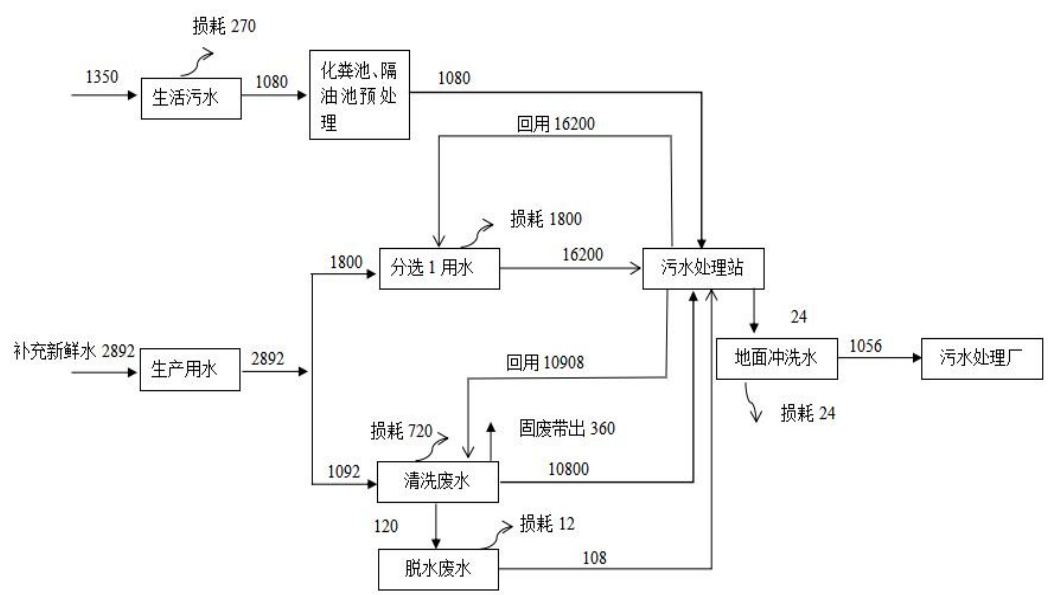 损耗 270
1350
生活污水
1080
化粪池、隔
油池预处
理
1080
回用 16200
损耗 1800
1800
分选 1 用水
16200
污水处理站
24
补充新鲜水 2892
生产用水
2892
回用 10908
地面冲洗水
1056
污水处理厂
损耗 24
损耗 720
固废带出 360
1092
清洗废水
10800
120
损耗 12
脱水废水
108